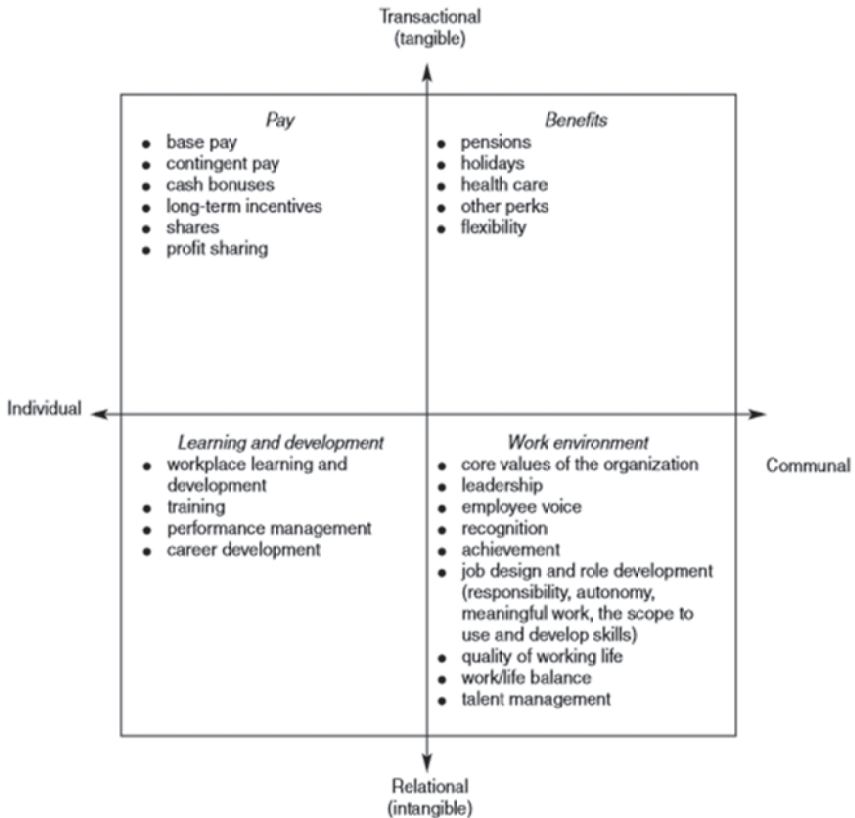 Transactional
(tangible)
Pay
• base pay
• contingent pay
• cash bonuses
• long-term incentives
• shares
• profit sharing
Benefits
• pensions
• holidays
• health care
• other perks
• flexibility
Individual
Communal
Learning and development
• workplace learning and
development
• training
• performance management
• career development
Work environment
• core values of the organization
• leadership
• employee voice
• recognition
• achievement
• job design and role development
(responsibility, autonomy,
meaningful work, the scope to
use and develop skills)
• quality of working life
• work/life balance
• talent management
Relational
(intangible)